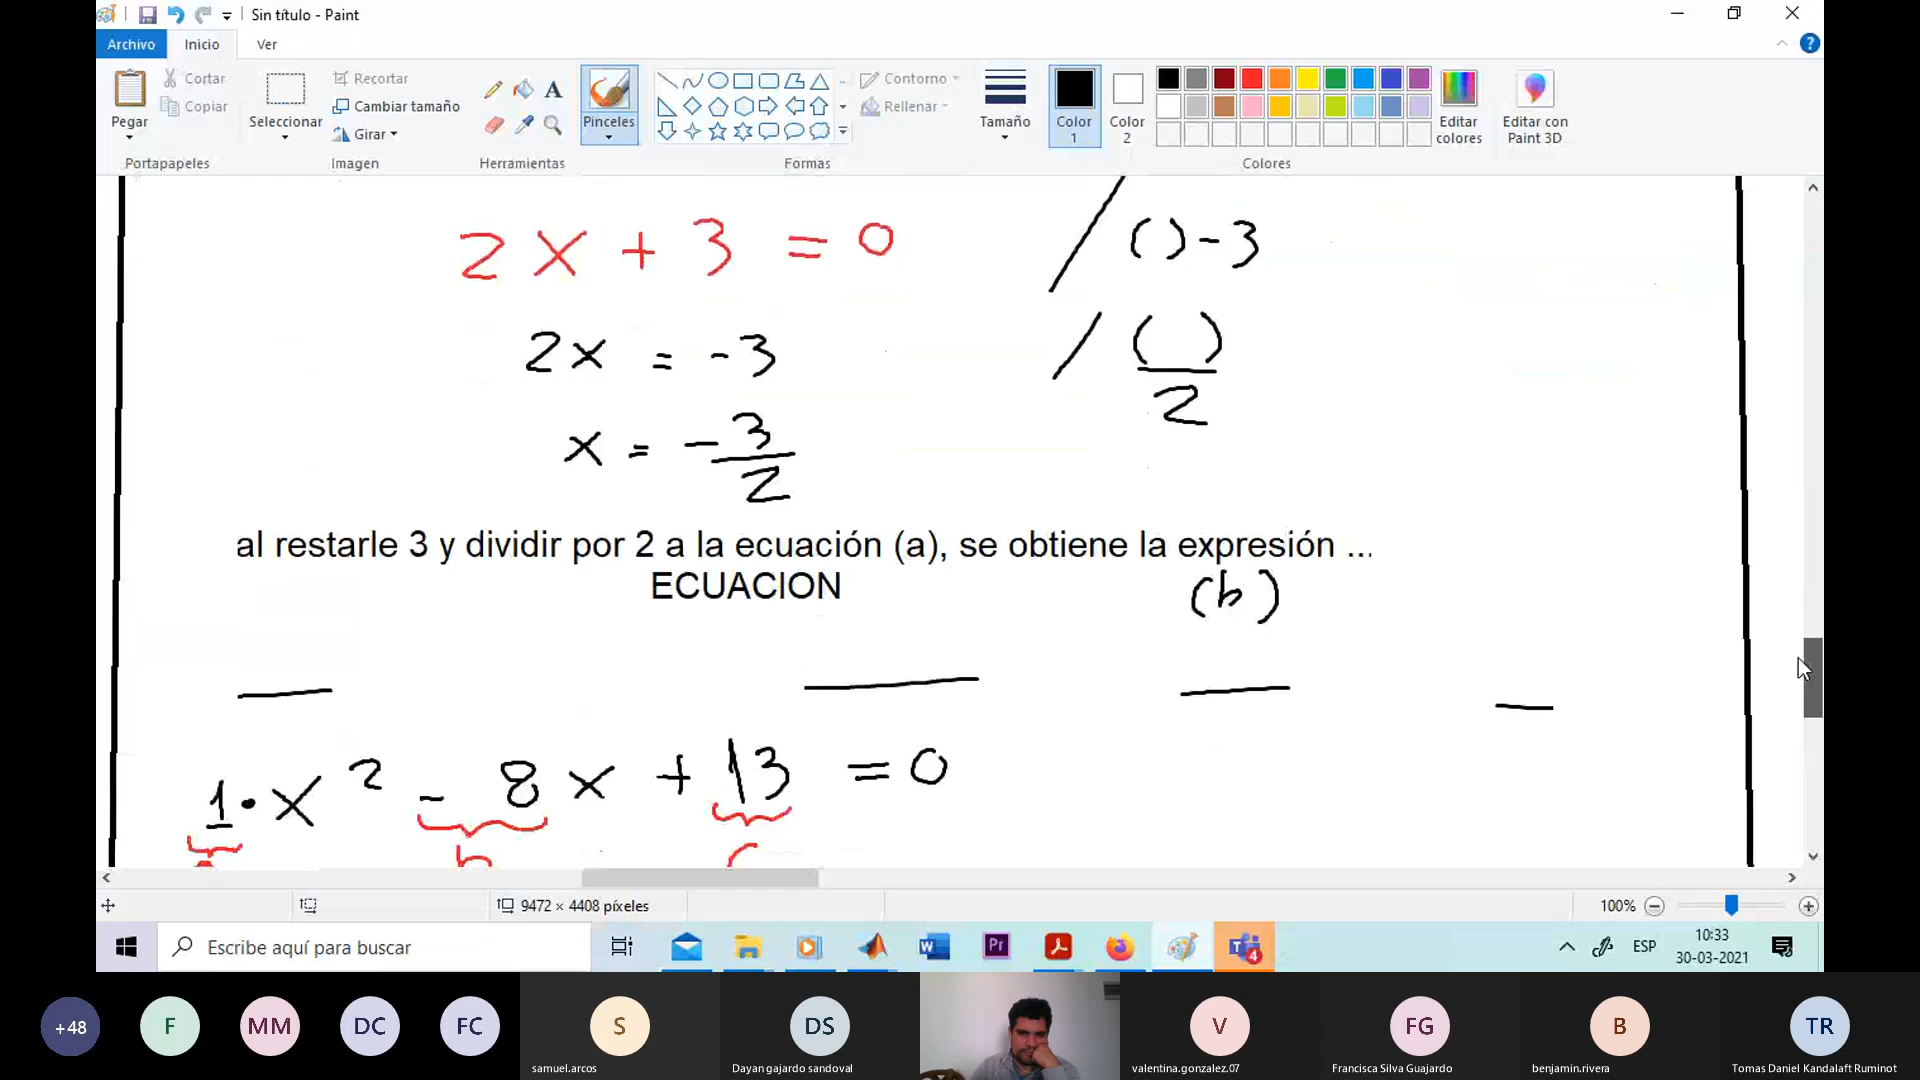 Sin título - Paint
Archivo Inicio Ver
Pegar
Cortar
Copiar
Portapapeles
Seleccionar
Recortar
Cambiar tamaño
Girar
Imagen
A
Herramientas
Pinceles
Contorno
Rellenar
Formas
Tamaño
Color 1
Color 2
Editar colores
Editar con Paint 3D
Colores
2x + 3 = 0 / ( ) - 3
2x = -3 / ( )/2
x = -3/2
al restarle 3 y dividir por 2 a la ecuación (a), se obtiene la expresión ...
ECUACION
(b)
1 · x² - 8x + 13 = 0
b
c
9472 × 4408 píxeles
100%
Escribe aquí para buscar
W
Pr
4
ESP
10:33
30-03-2021
+48
F
MM
DC
FC
S
samuel.arcos
DS
Dayan gajardo sandoval
V
valentina.gonzalez.07
FG
Francisca Silva Guajardo
B
benjamin.rivera
TR
Tomas Daniel Kandalaft Ruminot